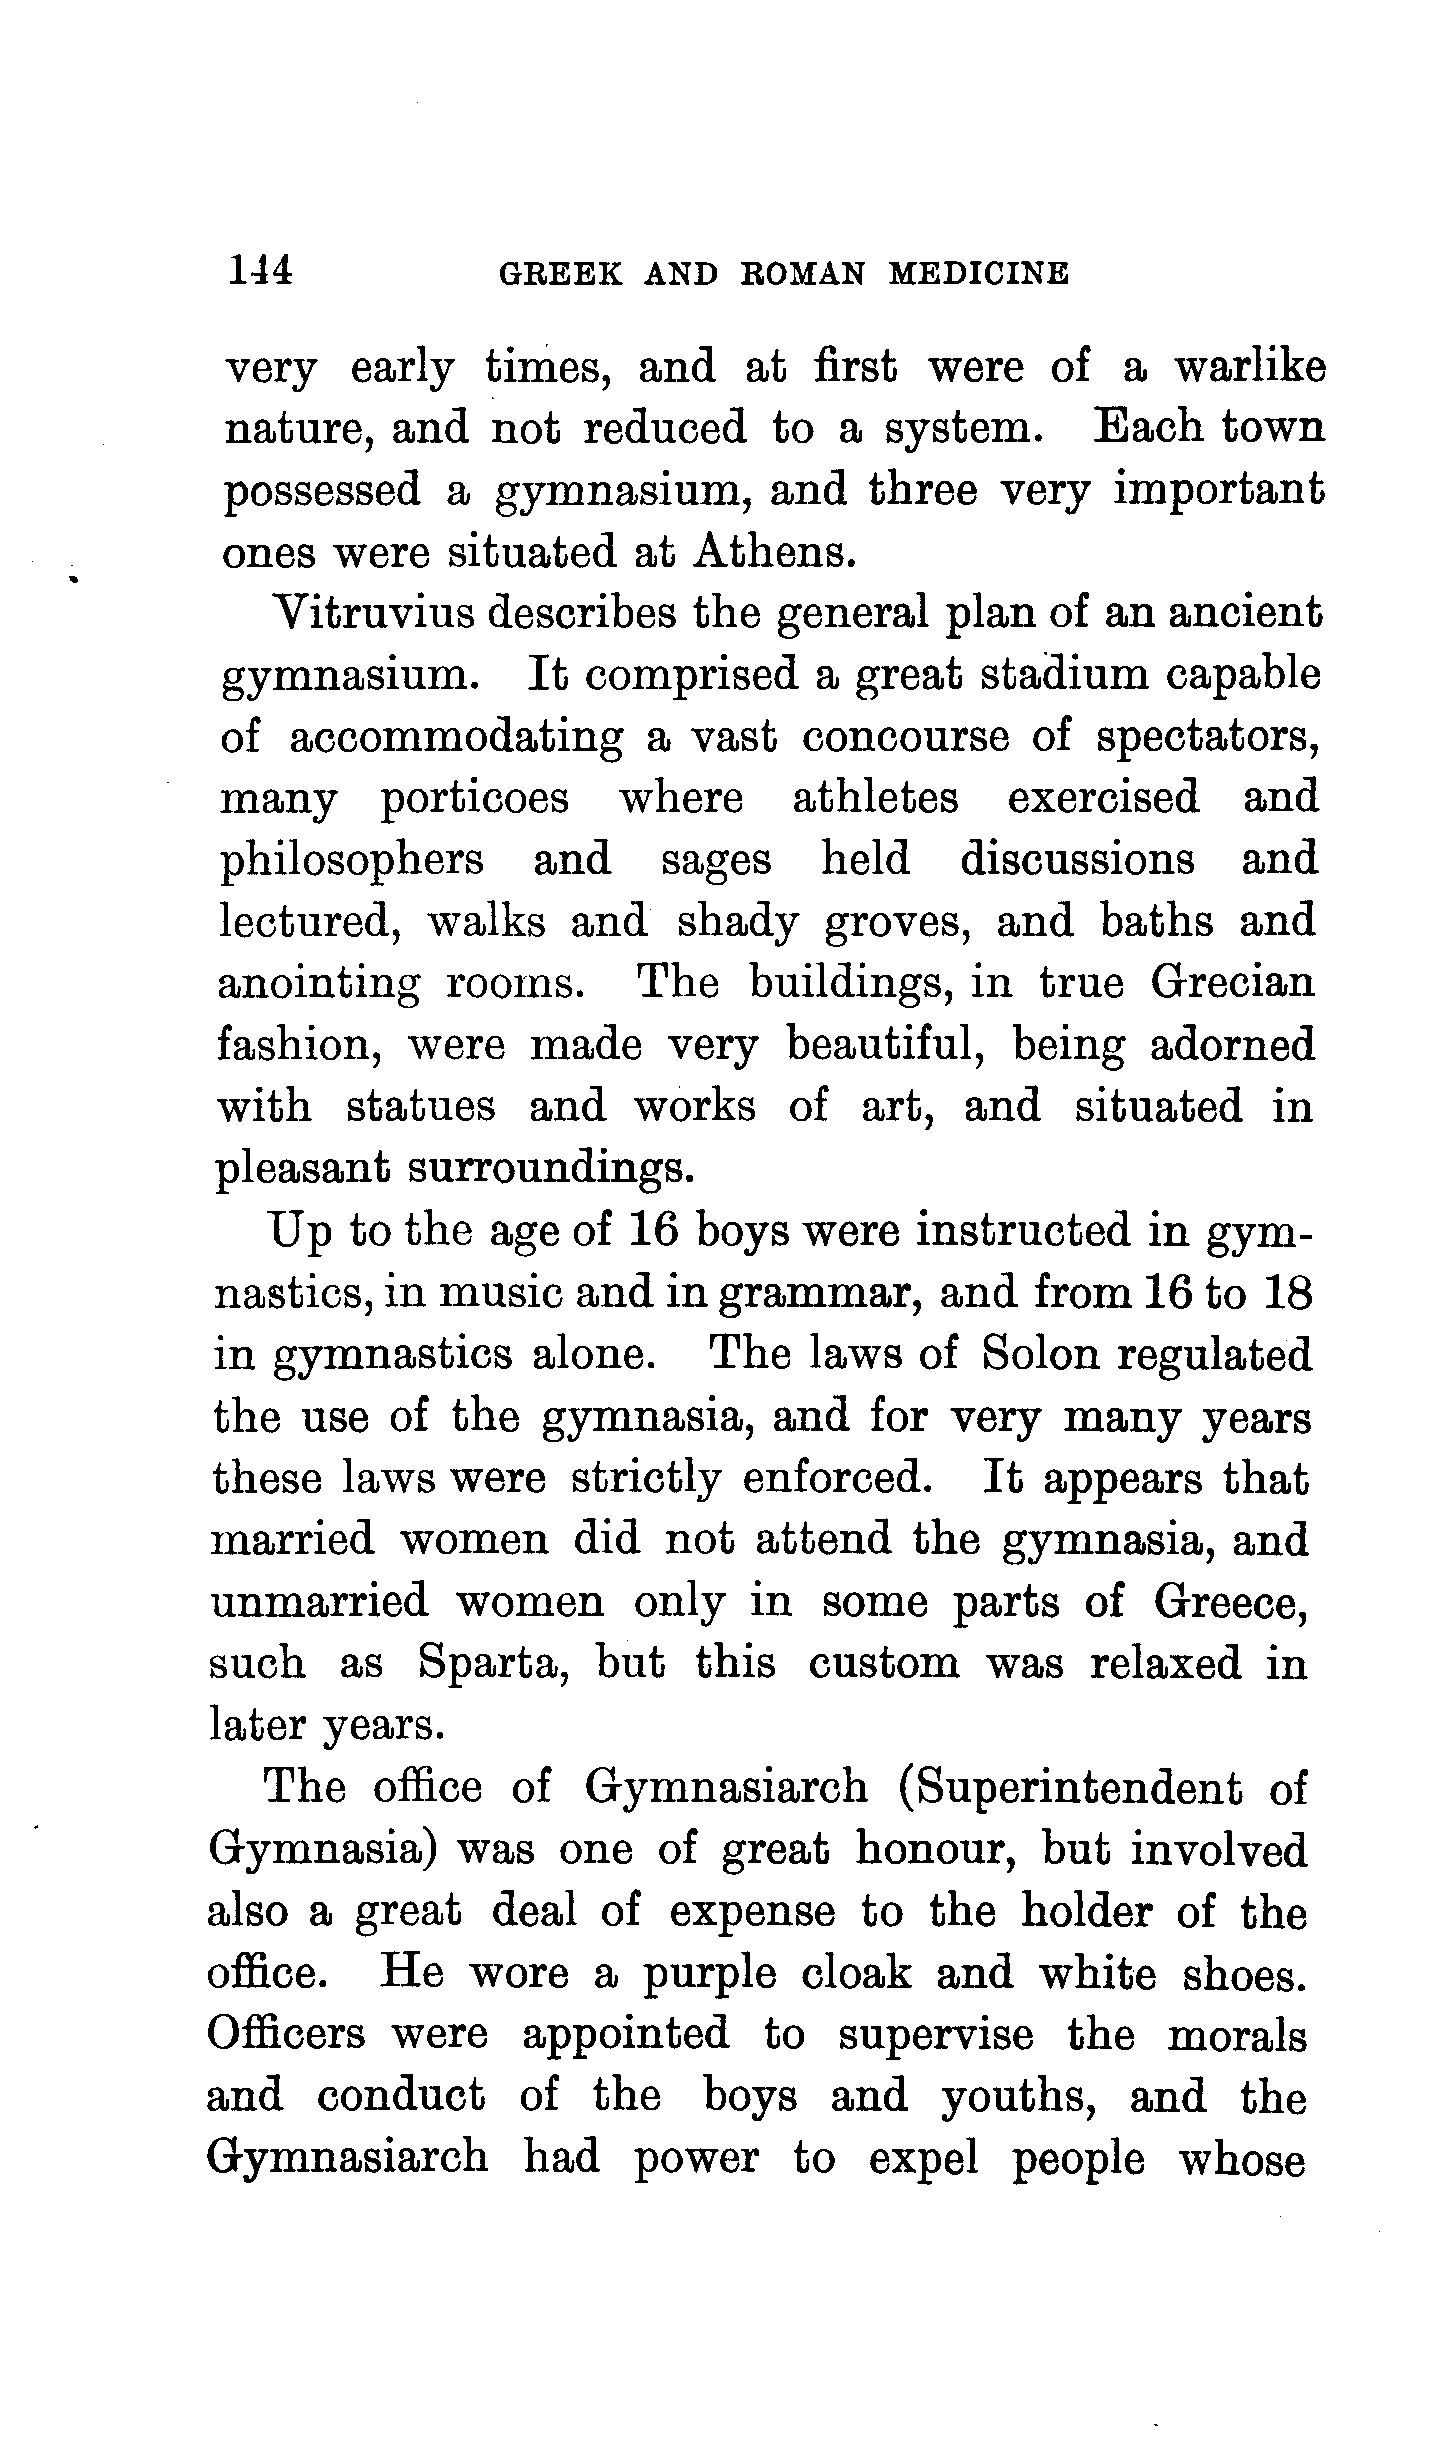 144 GREEK AND ROMAN MEDICINE
very early times, and at first were of a warlike
nature, and not reduced to a system. Each town
possessed a gymnasium, and three very important
ones were situated at Athens.
Vitruvius describes the general plan of an ancient
gymnasium. It comprised a great stadium capable
of accommodating a vast concourse of spectators,
many porticoes where athletes exercised and
philosophers and sages held discussions and
lectured, walks and shady groves, and baths and
anointing rooms. The buildings, in true Grecian
fashion, were made very beautiful, being adorned
with statues and works of art, and situated in
pleasant surroundings.
Up to the age of 16 boys were instructed in gym-
nastics, in music and in grammar, and from 16 to 18
in gymnastics alone. The laws of Solon regulated
the use of the gymnasia, and for very many years
these laws were strictly enforced. It appears that
married women did not attend the gymnasia, and
unmarried women only in some parts of Greece,
such as Sparta, but this custom was relaxed in
later years.
The office of Gymnasiarch (Superintendent of
Gymnasia) was one of great honour, but involved
also a great deal of expense to the holder of the
office. He wore a purple cloak and white shoes.
Officers were appointed to supervise the morals
and conduct of the boys and youths, and the
Gymnasiarch had power to expel people whose